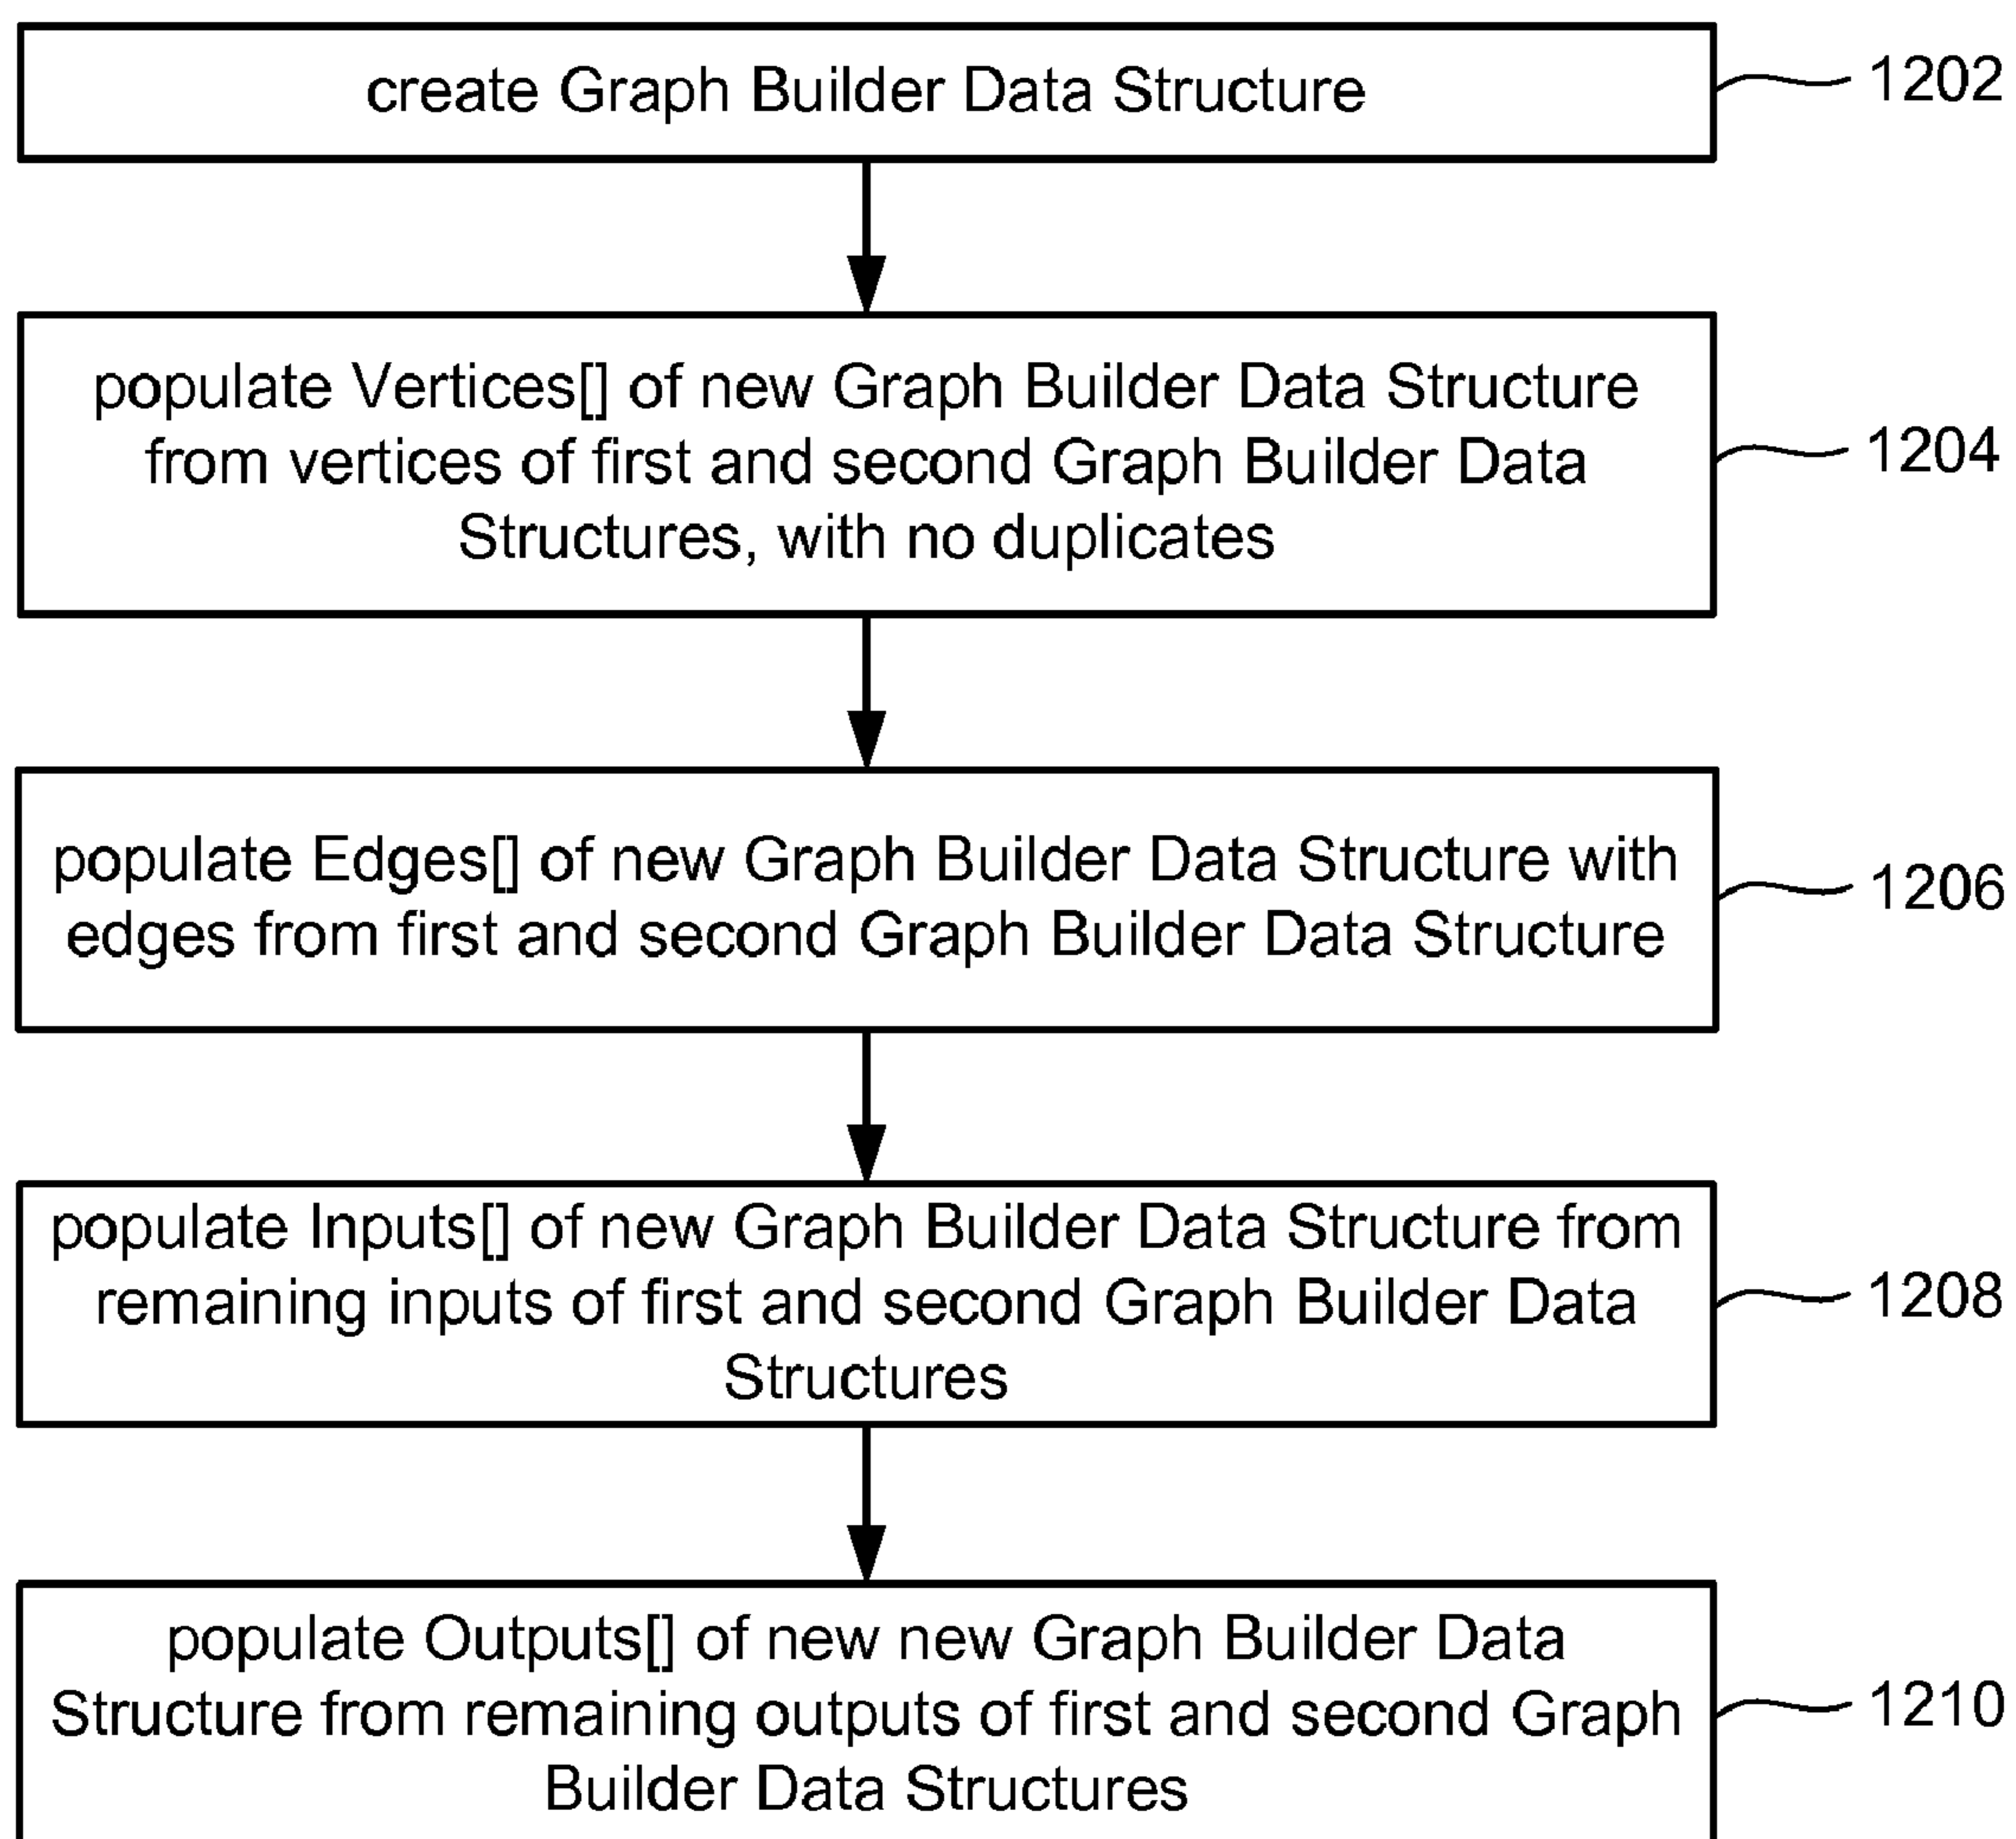 create Graph Builder Data Structure
1202
populate Vertices[] of new Graph Builder Data Structure
from vertices of first and second Graph Builder Data
Structures, with no duplicates
1204
populate Edges[] of new Graph Builder Data Structure with
edges from first and second Graph Builder Data Structure
1206
populate Inputs[] of new Graph Builder Data Structure from
remaining inputs of first and second Graph Builder Data
Structures
1208
populate Outputs[] of new new Graph Builder Data
Structure from remaining outputs of first and second Graph
Builder Data Structures
1210